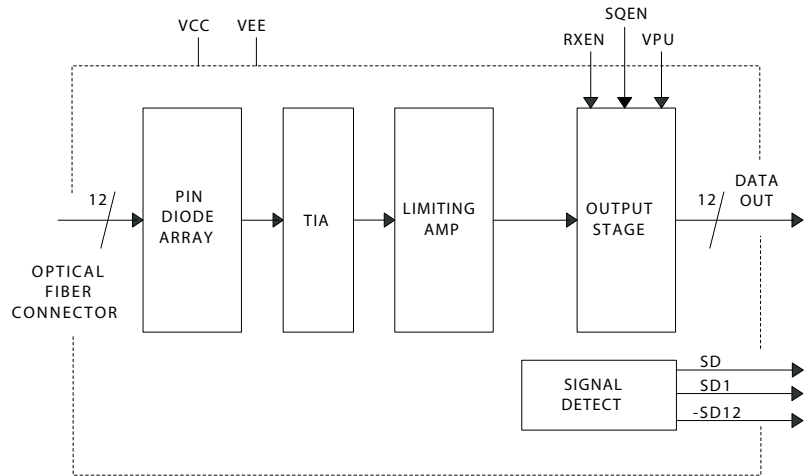 VCC
VEE
SQEN
RXEN
VPU
12
PIN
DIODE
ARRAY
TIA
LIMITING
AMP
OUTPUT
STAGE
12
DATA
OUT
OPTICAL
FIBER
CONNECTOR
SIGNAL
DETECT
SD
SD1
-SD12